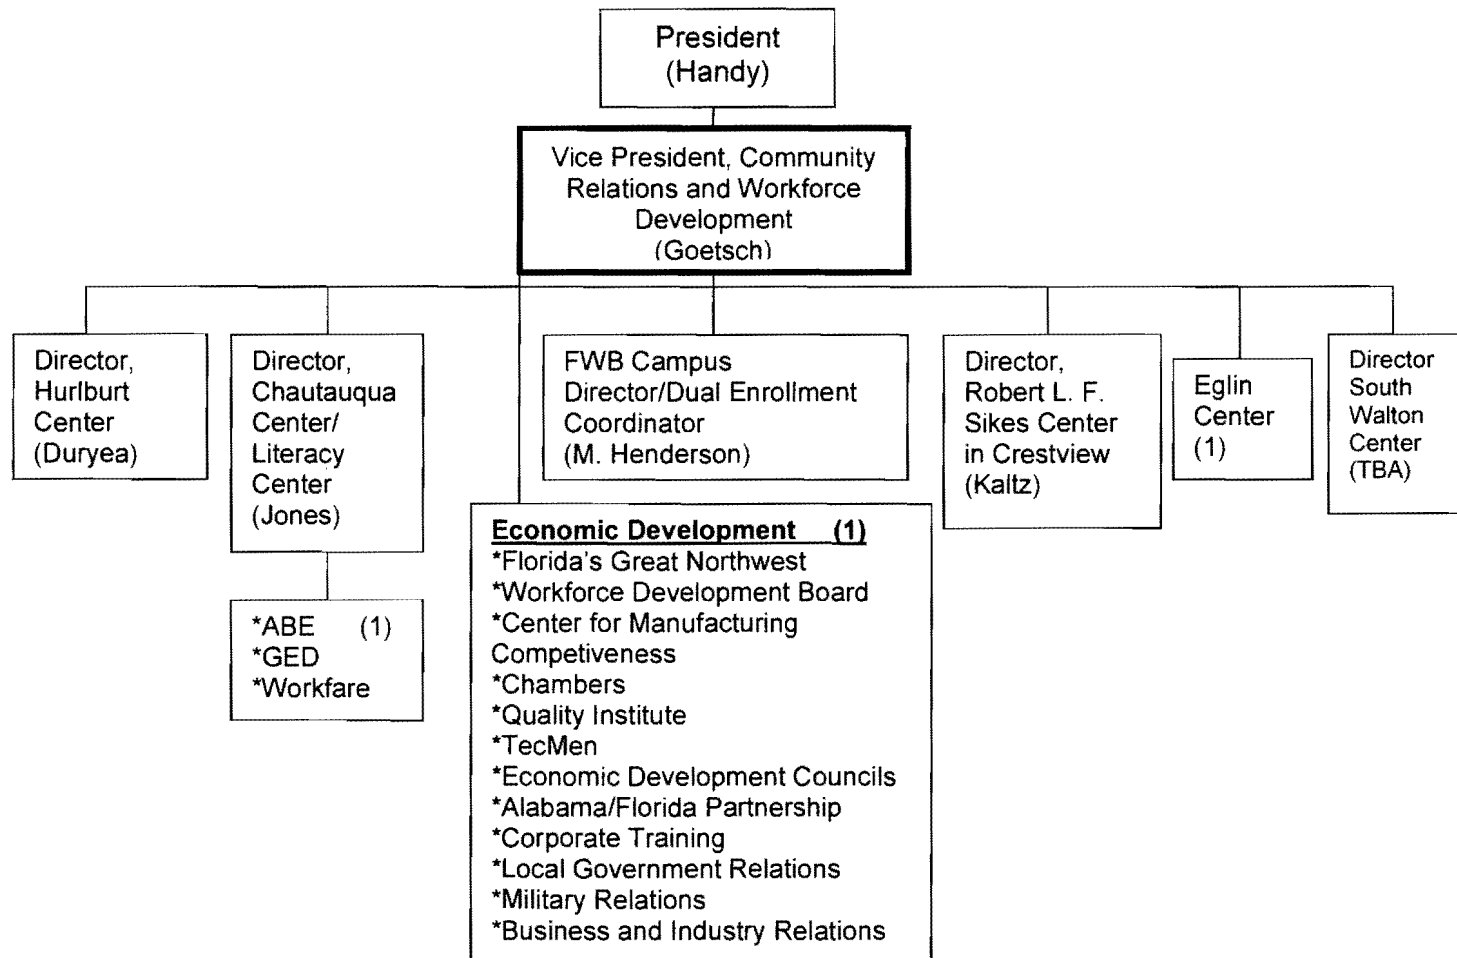 President
(Handy)
Vice President, Community
Relations and Workforce
Development
(Goetsch)
Director,
Hurlburt
Center
(Duryea)
Director,
Chautauqua
Center/
Literacy
Center
(Jones)
FWB Campus
Director/Dual Enrollment
Coordinator
(M. Henderson)
Director,
Robert L. F.
Sikes Center
in Crestview
(Kaltz)
Eglin
Center
(1)
Director
South
Walton
Center
(TBA)
*ABE (1)
*GED
*Workfare
Economic Development (1)
*Florida's Great Northwest
*Workforce Development Board
*Center for Manufacturing
Competiveness
*Chambers
*Quality Institute
*TecMen
*Economic Development Councils
*Alabama/Florida Partnership
*Corporate Training
*Local Government Relations
*Military Relations
*Business and Industry Relations